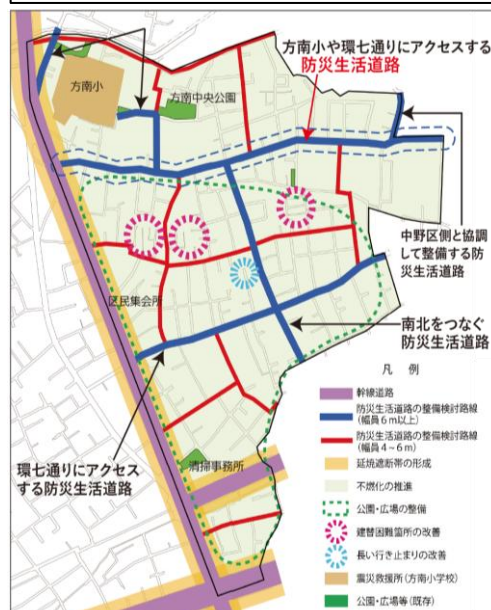 方南小や環七通りにアクセスする
防災生活道路
方南小
方南中央公園
中野区側と協調
して整備する防
災生活道路
区民集会所
南北をつなぐ
防災生活道路
環七通りにアクセス
する防災生活道路
清掃事務所
凡 例
幹線道路
防災生活道路の整備検討路線
(幅員6m以上)
防災生活道路の整備検討路線
(幅員4~6m)
延焼遮断帯の形成
不燃化の推進
公園・広場の整備
建替困難箇所の改善
長い行き止まりの改善
震災救援所(方南小学校)
公園・広場等(既存)